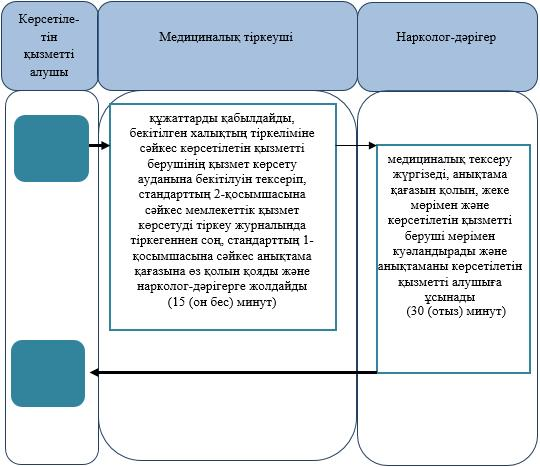 Көрсетіле-
тін
қызметті
алушы
Медициналық тіркеуші
Нарколог-дәрігер
құжаттарды қабылдайды,
бекітілген халықтың тіркеліміне
сәйкес көрсетілетін қызметті
берушінің қызмет көрсету
ауданына бекітілуін тексеріп,
стандарттың 2-қосымшасына
сәйкес мемлекеттік қызмет
көрсетуді тіркеу журналында
тіркегеннен соң, стандарттың 1-
қосымшасына сәйкес анықтама
қағазына өз қолын қояды және
нарколог-дәрігерге жолдайды
(15 (он бес) минут)
медициналық тексеру
жүргізеді, анықтама
қағазын қолын, жеке
мөрімен және
көрсетілетін қызметті
беруші мөрімен
куәландырады және
анықтаманы көрсетілетін
қызметті алушыға
ұсынады
(30 (отыз) минут)